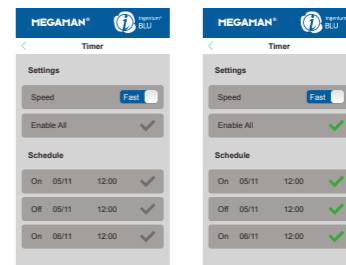 MEGAMAN® ingenium® BLU
Timer
Settings
Speed Fast
Enable All
Schedule
On 05/11 12:00
Off 05/11 12:00
On 06/11 12:00
MEGAMAN® ingenium® BLU
Timer
Settings
Speed Fast
Enable All
Schedule
On 05/11 12:00
Off 05/11 12:00
On 06/11 12:00